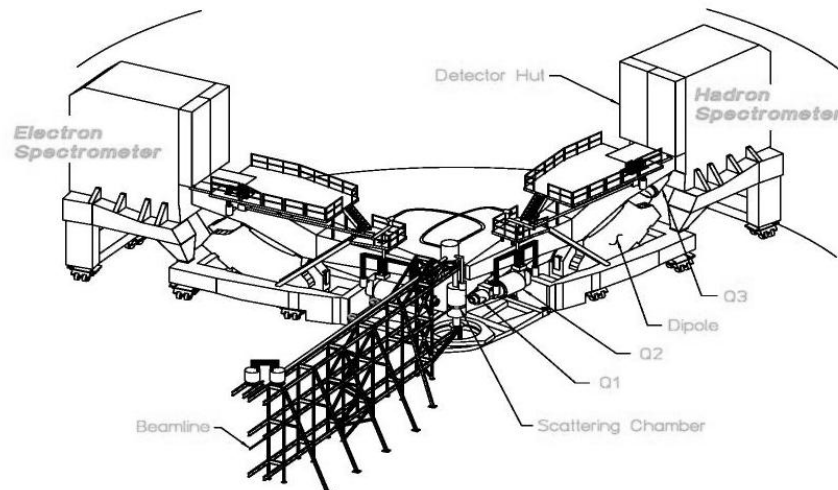 Detector Hut
Hadron
Spectrometer
Electron
Spectrometer
Q3
Dipole
Q2
Q1
Scattering Chamber
Beamline